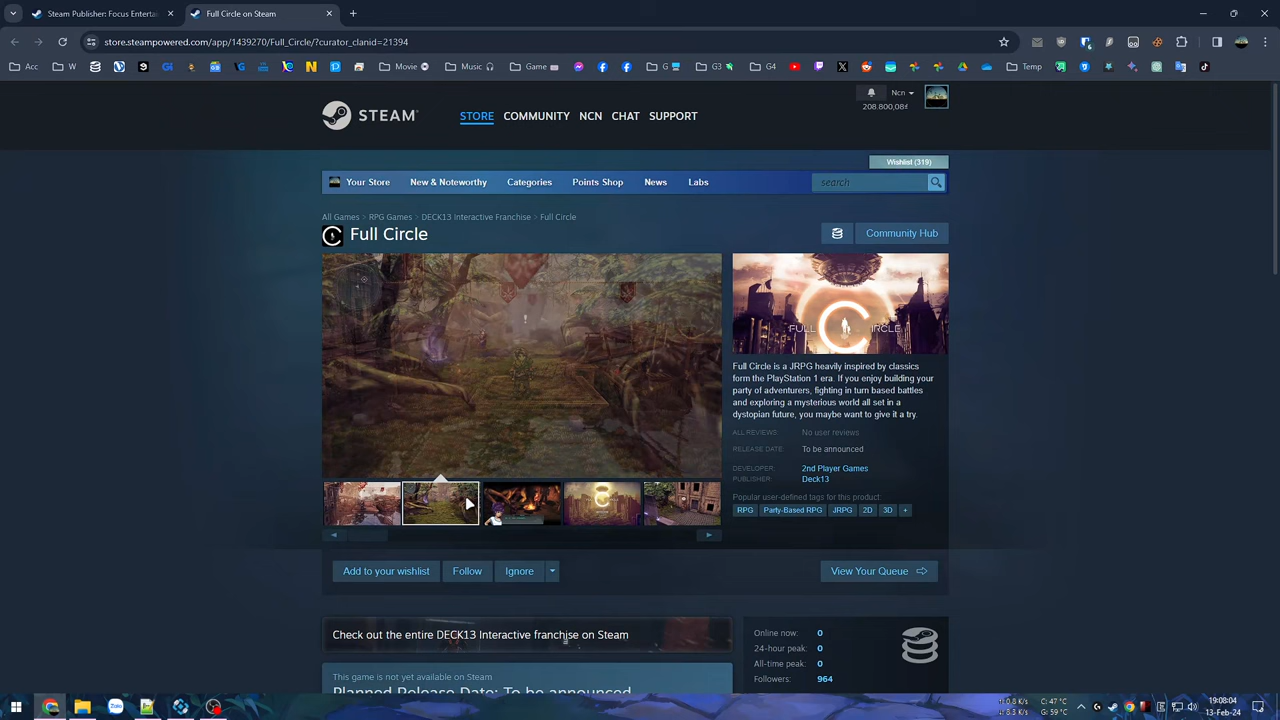 Steam Publisher: Focus Enterta
Full Circle on Steam
store.steampowered.com/app/1439270/Full_Circle/?curator_clanid=21394
Acc
W
Movie
Music
Game
G
G3
G4
Temp
STEAM
STORE COMMUNITY NCN CHAT SUPPORT
Ncn
208.800,08₫
Wishlist (319)
Your Store New & Noteworthy Categories Points Shop News Labs
search
All Games > RPG Games > DECK13 Interactive Franchise > Full Circle
Full Circle
Community Hub
FULL CIRCLE
Full Circle is a JRPG heavily inspired by classics
form the PlayStation 1 era. If you enjoy building your
party of adventurers, fighting in turn based battles
and exploring a mysterious world all set in a
dystopian future, you maybe want to give it a try.
ALL REVIEWS: No user reviews
RELEASE DATE: To be announced
DEVELOPER: 2nd Player Games
PUBLISHER: Deck13
Popular user-defined tags for this product:
RPG Party-Based RPG JRPG 2D 3D +
Add to your wishlist Follow Ignore
View Your Queue
Check out the entire DECK13 Interactive franchise on Steam
Online now: 0
24-hour peak: 0
All-time peak: 0
Followers: 964
This game is not yet available on Steam
Planned Release Date: To be announced
Zalo
C: 47 °C
G: 59 °C
19:08:04
13-Feb-24